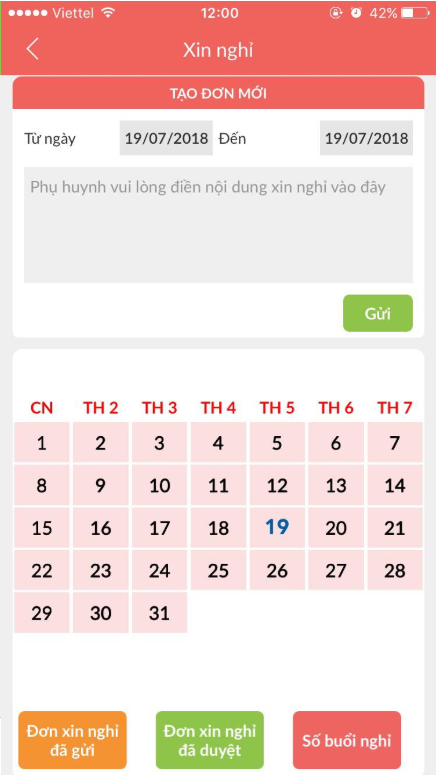 Viettel 12:00 42%
Xin nghỉ
TẠO ĐƠN MỚI
Từ ngày 19/07/2018 Đến 19/07/2018
Phụ huynh vui lòng điền nội dung xin nghỉ vào đây
Gửi
CN TH 2 TH 3 TH 4 TH 5 TH 6 TH 7
1 2 3 4 5 6 7
8 9 10 11 12 13 14
15 16 17 18 19 20 21
22 23 24 25 26 27 28
29 30 31
Đơn xin nghỉ
đã gửi
Đơn xin nghỉ
đã duyệt
Số buổi nghỉ